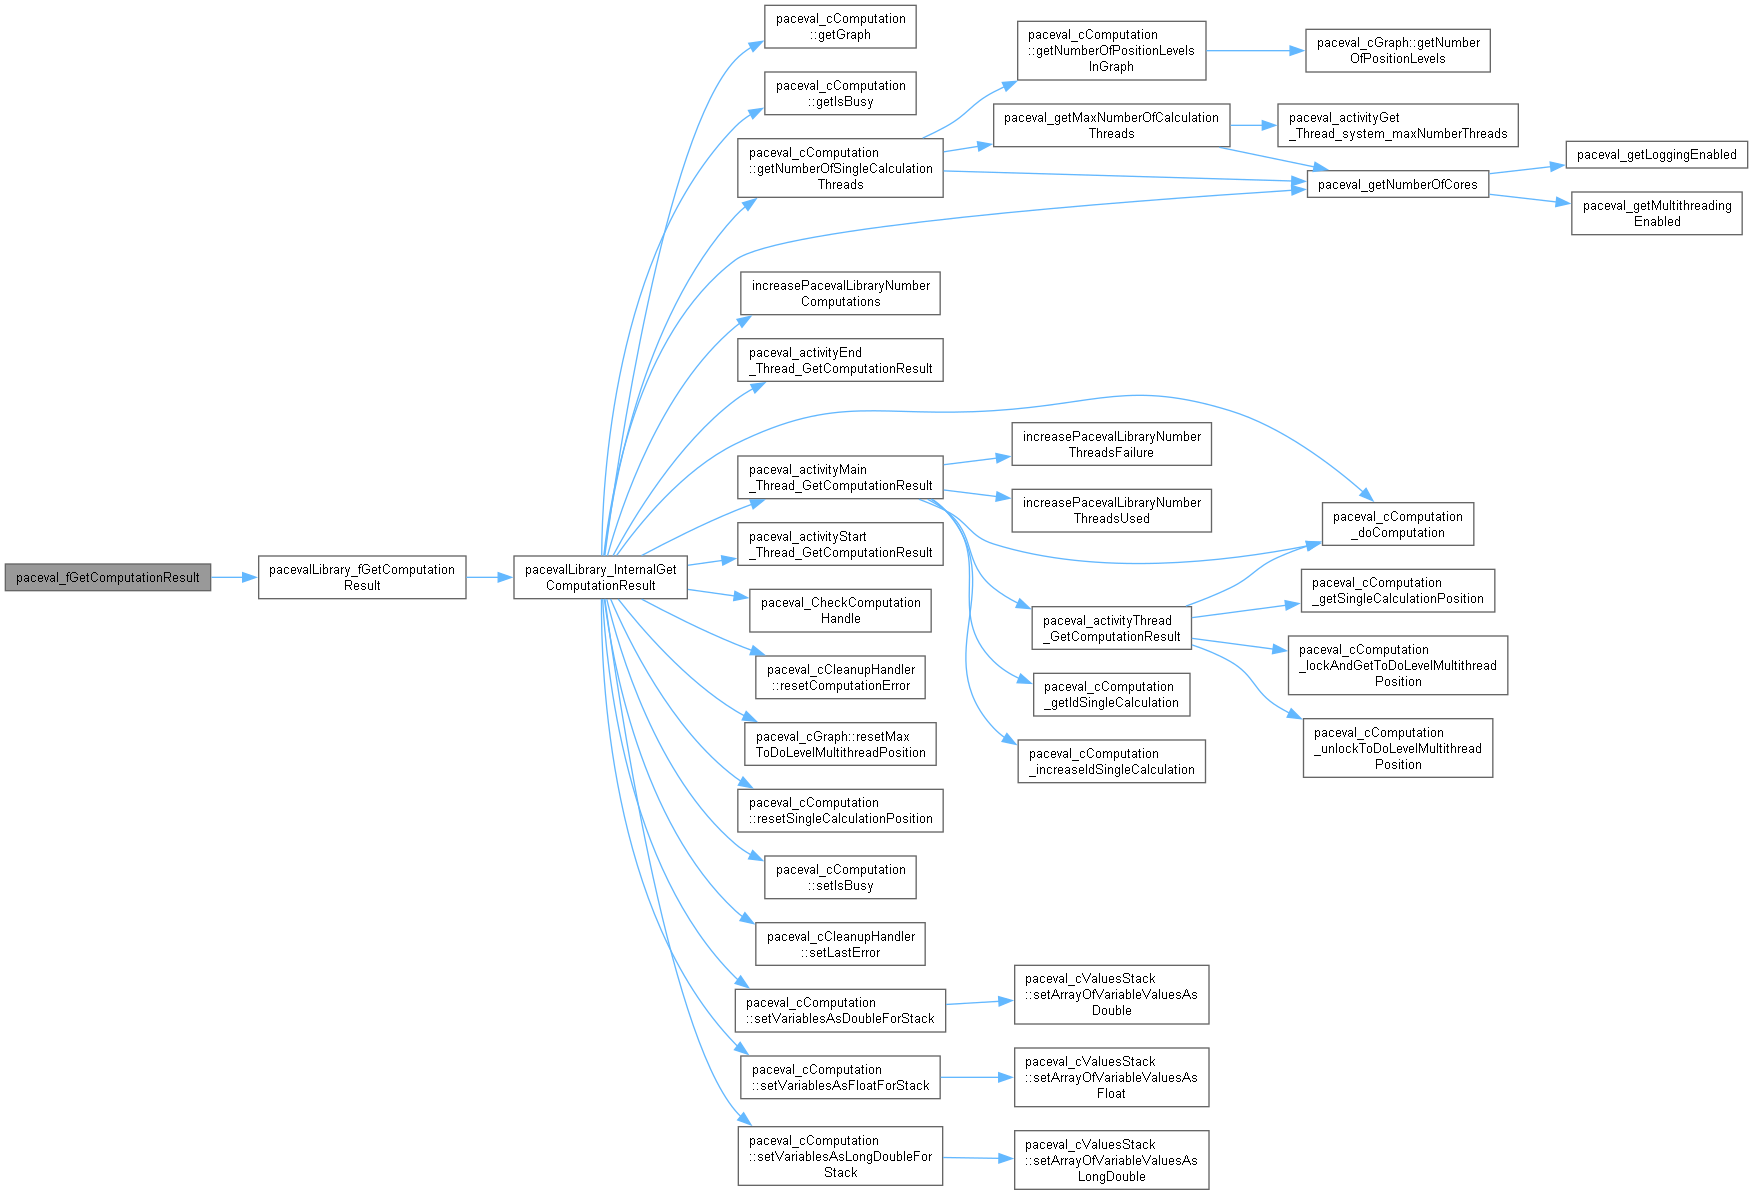 paceval_fGetComputationResult
pacevalLibrary_fGetComputation
Result
pacevalLibrary_InternalGet
ComputationResult
paceval_cComputation
::getGraph
paceval_cComputation
::getIsBusy
paceval_cComputation
::getNumberOfSingleCalculation
Threads
increasePacevalLibraryNumber
Computations
paceval_activityEnd
_Thread_GetComputationResult
paceval_activityMain
_Thread_GetComputationResult
paceval_activityStart
_Thread_GetComputationResult
paceval_CheckComputation
Handle
paceval_cCleanupHandler
::resetComputationError
paceval_cGraph::resetMax
ToDoLevelMultithreadPosition
paceval_cComputation
::resetSingleCalculationPosition
paceval_cComputation
::setIsBusy
paceval_cCleanupHandler
::setLastError
paceval_cComputation
::setVariablesAsDoubleForStack
paceval_cComputation
::setVariablesAsFloatForStack
paceval_cComputation
::setVariablesAsLongDoubleFor
Stack
paceval_cComputation
::getNumberOfPositionLevels
InGraph
paceval_getMaxNumberOfCalculation
Threads
increasePacevalLibraryNumber
ThreadsFailure
increasePacevalLibraryNumber
ThreadsUsed
paceval_activityThread
_GetComputationResult
paceval_cComputation
_getIdSingleCalculation
paceval_cComputation
_increaseIdSingleCalculation
paceval_cValuesStack
::setArrayOfVariableValuesAs
Double
paceval_cValuesStack
::setArrayOfVariableValuesAs
Float
paceval_cValuesStack
::setArrayOfVariableValuesAs
LongDouble
paceval_cGraph::getNumber
OfPositionLevels
paceval_activityGet
_Thread_system_maxNumberThreads
paceval_getNumberOfCores
paceval_cComputation
_doComputation
paceval_cComputation
_getSingleCalculationPosition
paceval_cComputation
_lockAndGetToDoLevelMultithread
Position
paceval_cComputation
_unlockToDoLevelMultithread
Position
paceval_getLoggingEnabled
paceval_getMultithreading
Enabled